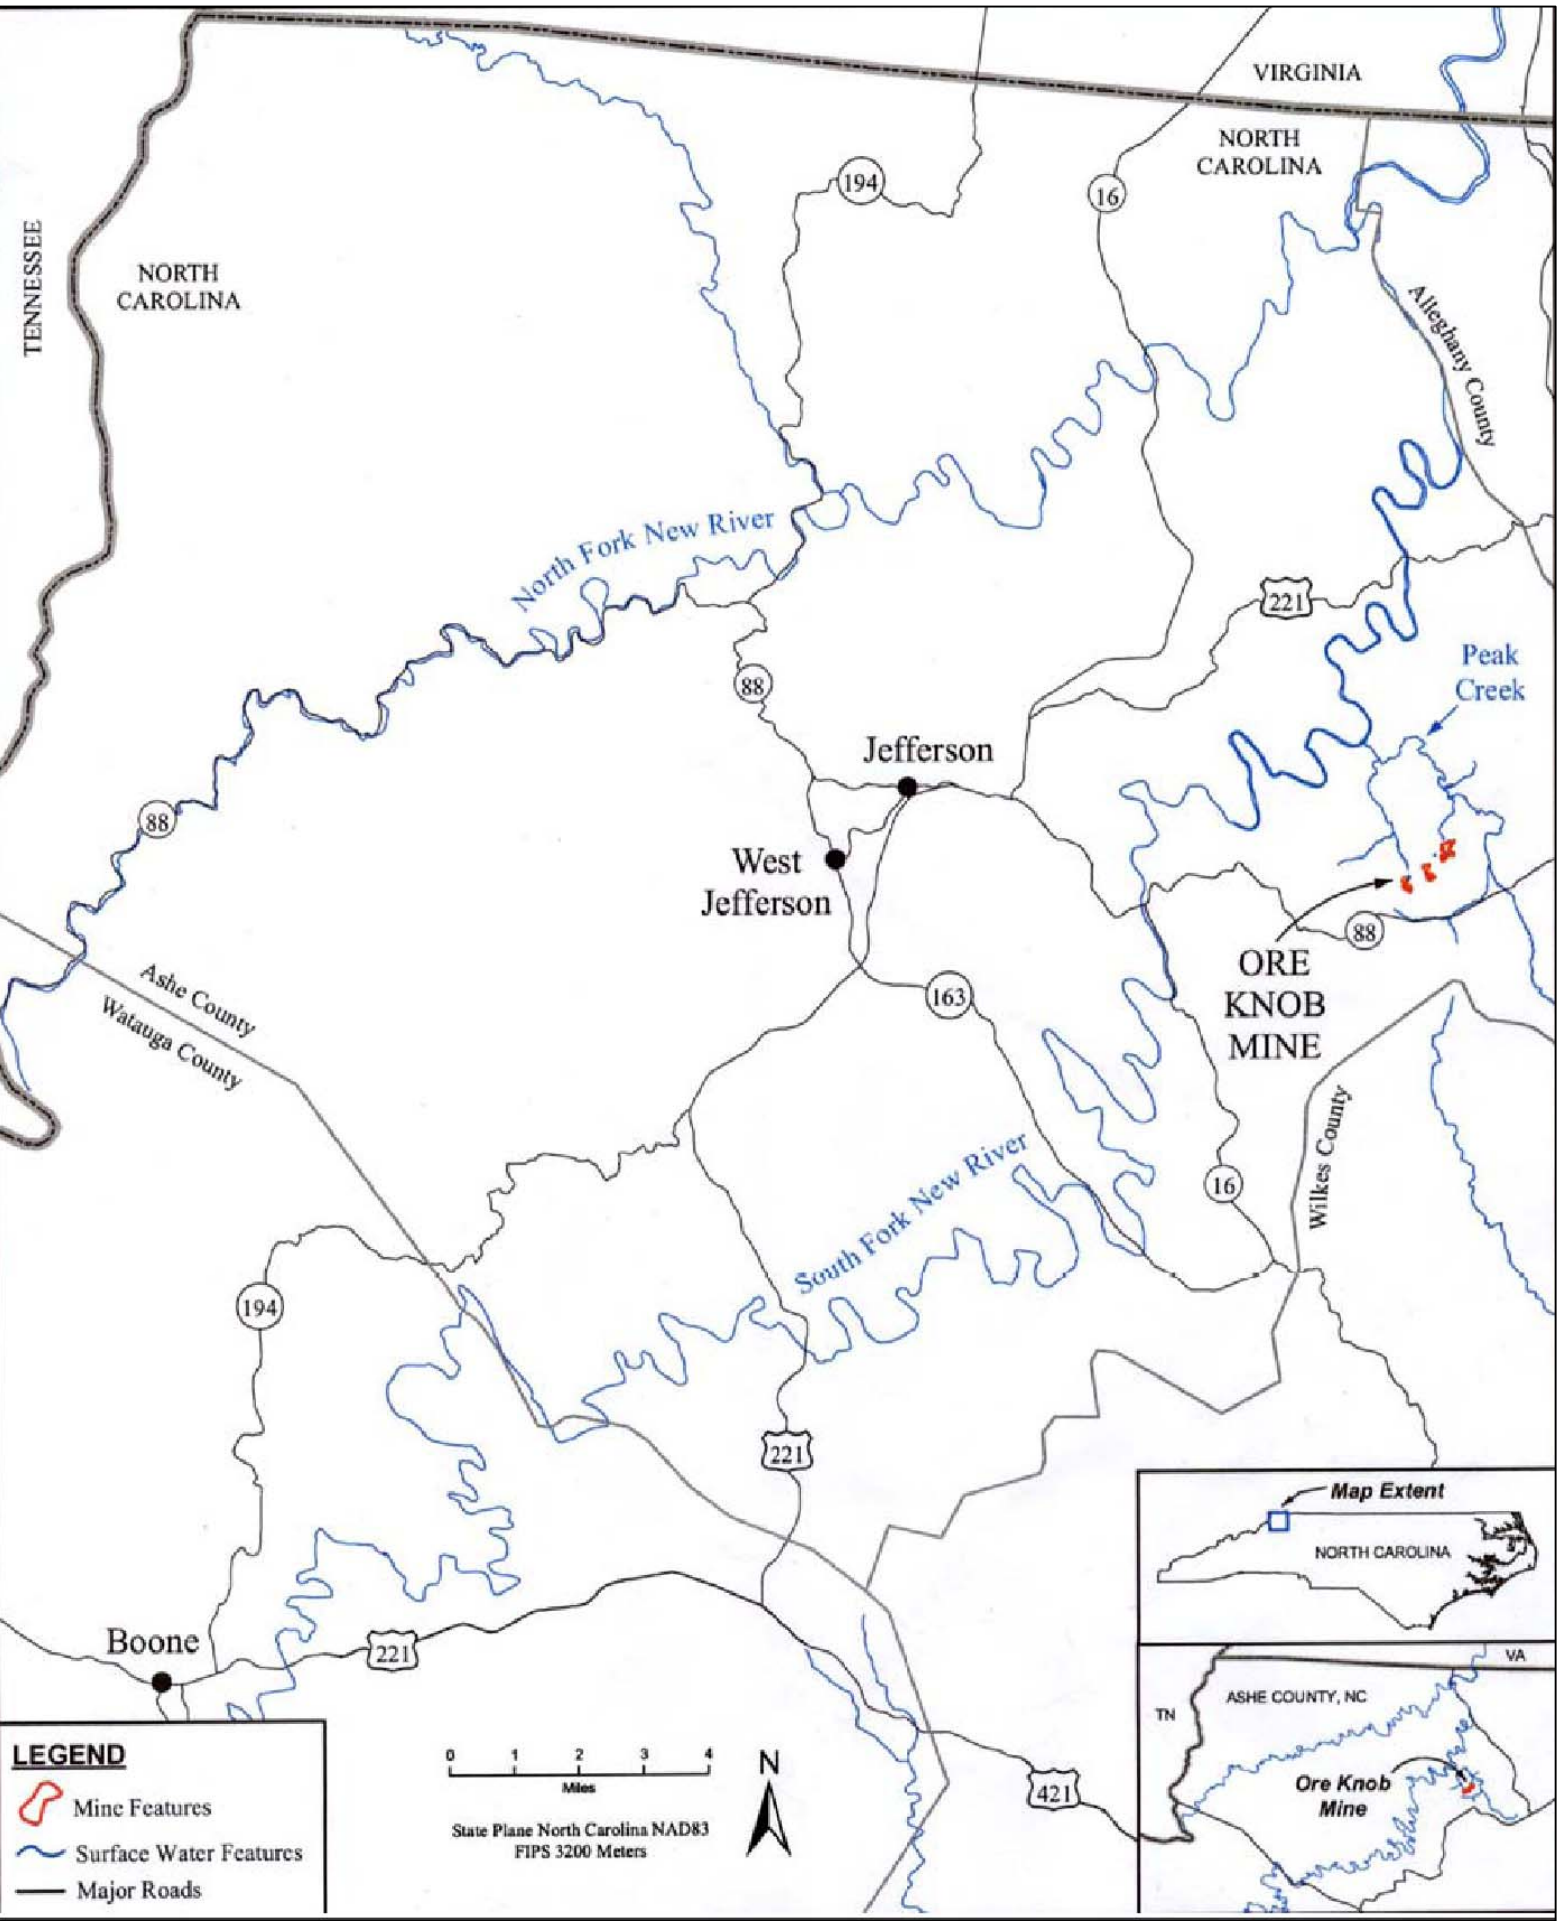 VIRGINIA
NORTH
CAROLINA
194
16
TENNESSEE
NORTH
CAROLINA
Alleghany County
North Fork New River
221
Peak
Creek
88
Jefferson
88
West
Jefferson
88
ORE
KNOB
MINE
163
Ashe County
Watauga County
Wilkes County
South Fork New River
16
194
221
Map Extent
NORTH CAROLINA
Boone
221
VA
ASHE COUNTY, NC
TN
Ore Knob
Mine
LEGEND
Mine Features
Surface Water Features
Major Roads
0 1 2 3 4
Miles
N
State Plane North Carolina NAD83
FIPS 3200 Meters
421